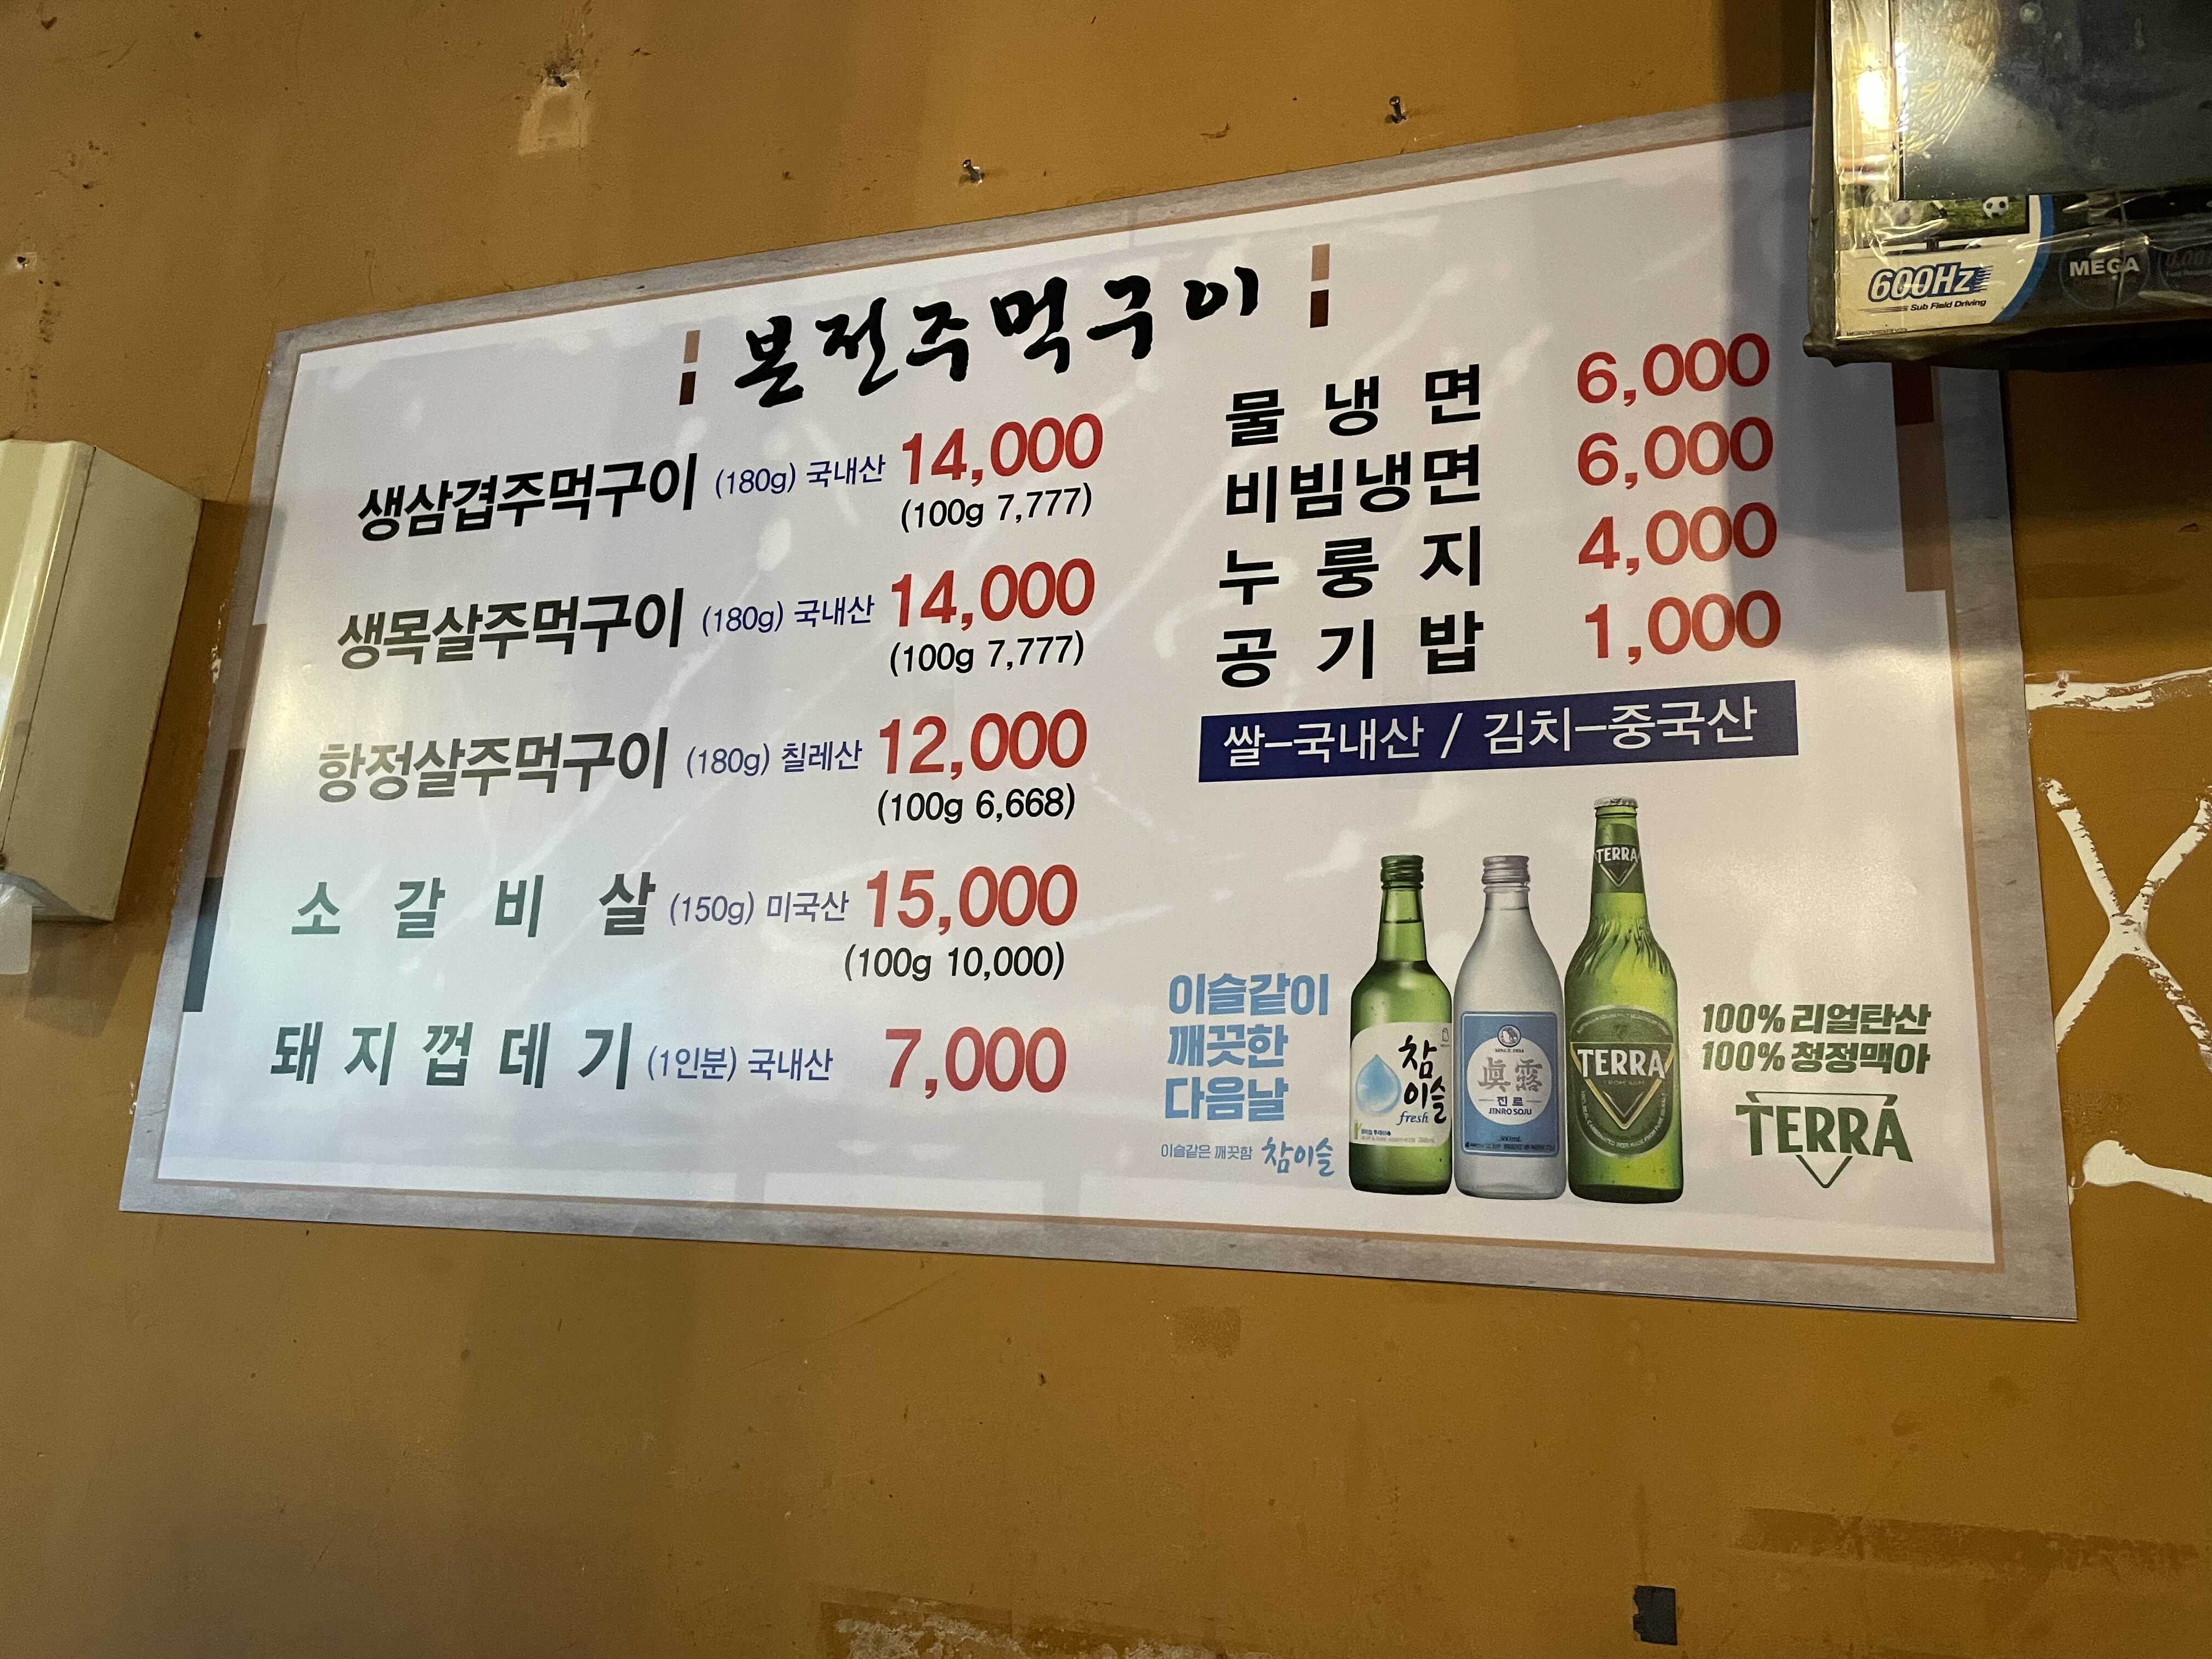 본전주먹구이
생삼겹주먹구이 (180g) 국내산 14,000
(100g 7,777)
생목살주먹구이 (180g) 국내산 14,000
(100g 7,777)
항정살주먹구이 (180g) 칠레산 12,000
(100g 6,668)
소갈비살 (150g) 미국산 15,000
(100g 10,000)
돼지껍데기 (1인분) 국내산 7,000
물냉면 6,000
비빔냉면 6,000
누룽지 4,000
공기밥 1,000
쌀-국내산 / 김치-중국산
이슬같이
깨끗한
다음날
이슬같은 깨끗함 참이슬
참
이슬
fresh
SINCE 1924
眞露
진로
JINRO SOJU
TERRA
TERRA
100% 리얼탄산
100% 청정맥아
TERRA
600Hz
Sub Field Driving
MEGA